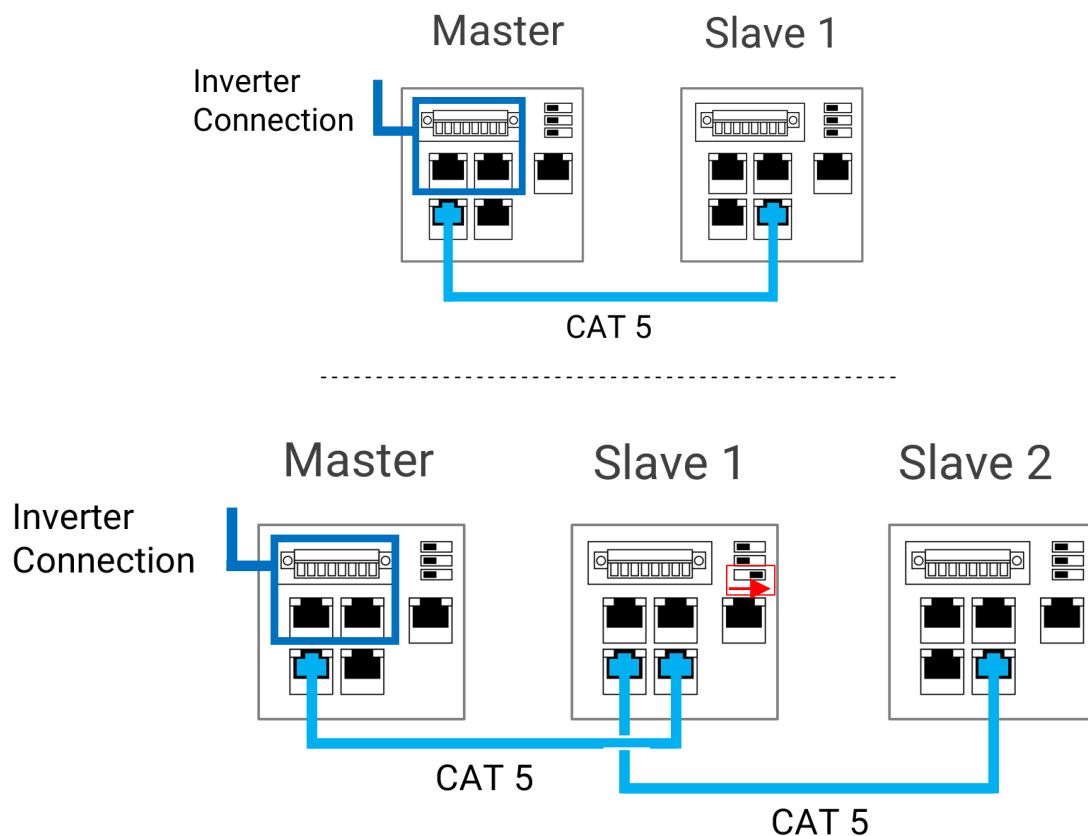 Master
Slave 1
Inverter
Connection
CAT 5
Master
Slave 1
Slave 2
Inverter
Connection
CAT 5
CAT 5